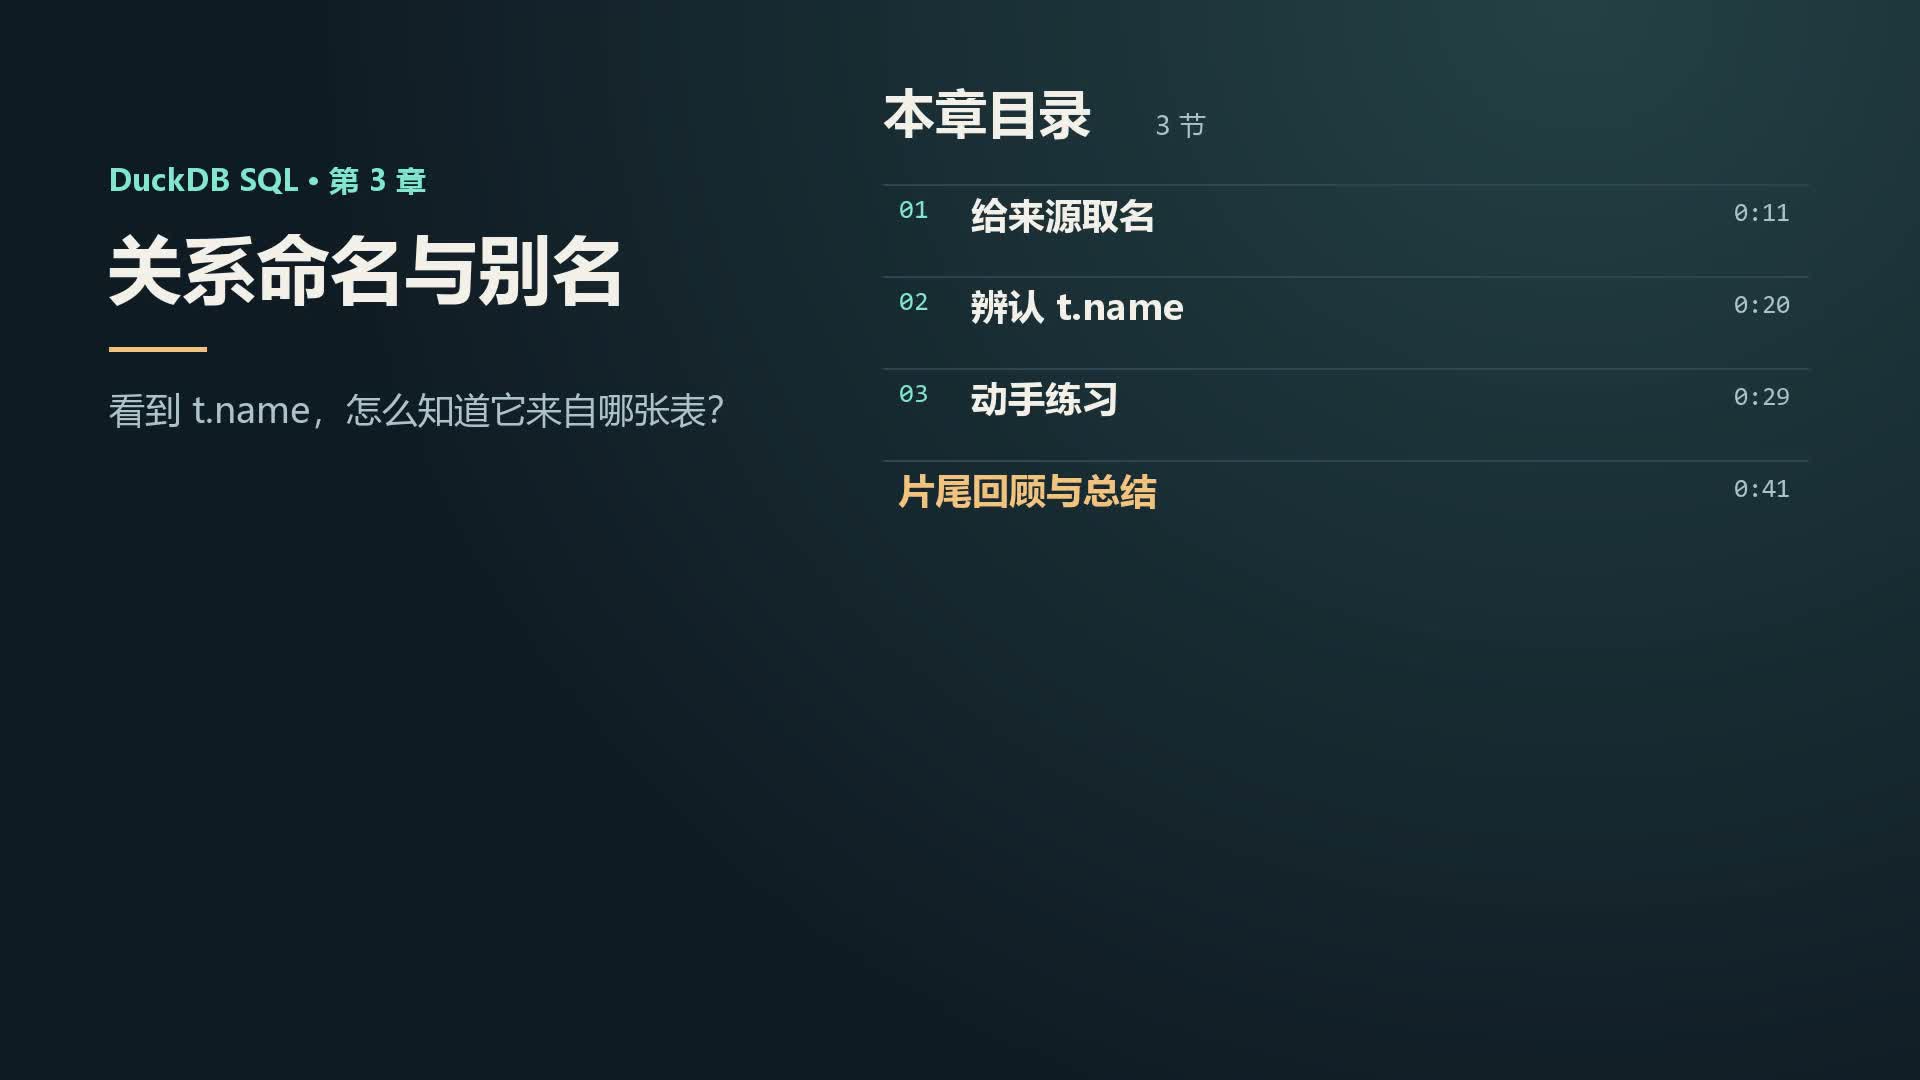 DuckDB SQL • 第 3 章
关系命名与别名
看到 t.name，怎么知道它来自哪张表？
本章目录 3 节
01 给来源取名 0:11
02 辨认 t.name 0:20
03 动手练习 0:29
片尾回顾与总结 0:41